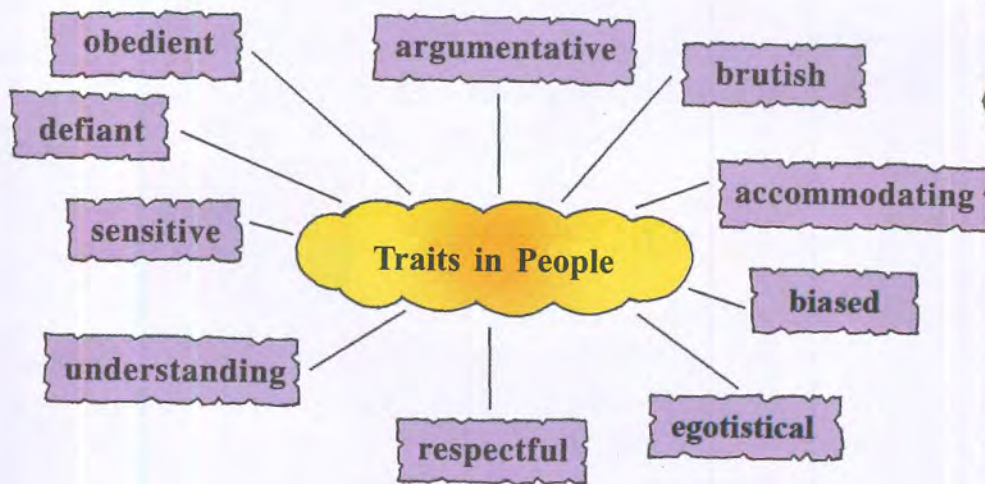 obedient
argumentative
brutish
defiant
accommodating
sensitive
Traits in People
biased
understanding
egotistical
respectful